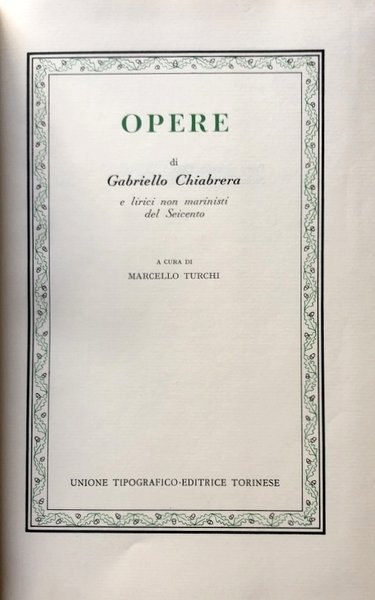 OPERE
di
Gabriello Chiabrera
e lirici non marinisti
del Seicento
A CURA DI
MARCELLO TURCHI
UNIONE TIPOGRAFICO-EDITRICE TORINESE